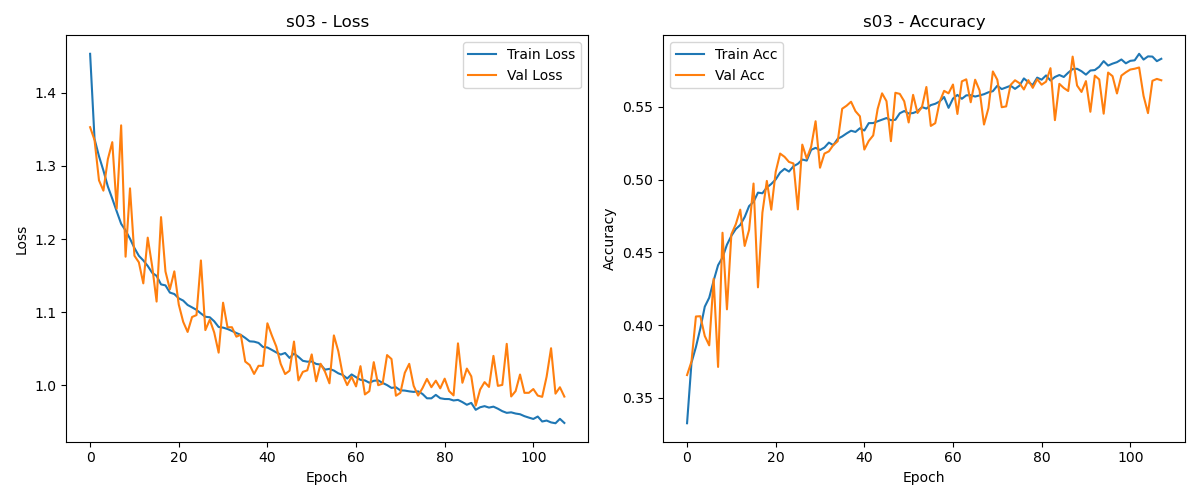 s03 - Loss
Loss
1.4
1.3
1.2
1.1
1.0
0
20
40
60
80
100
Epoch
Train Loss
Val Loss
s03 - Accuracy
Accuracy
0.55
0.50
0.45
0.40
0.35
0
20
40
60
80
100
Epoch
Train Acc
Val Acc